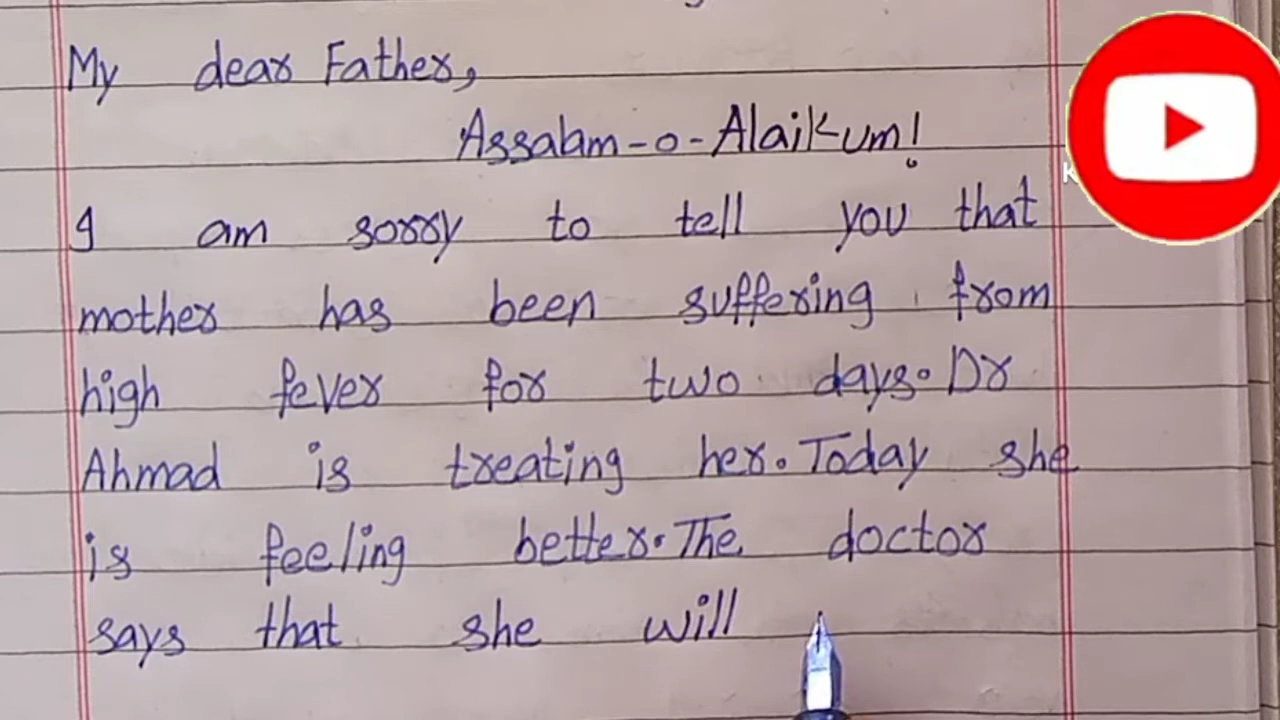 My dear Father,
Assalam-o-Alaikum!
I am sorry to tell you that
mother has been suffering from
high fever for two days. Dr
Ahmad is treating her. Today she
is feeling better. The doctor
says that she will